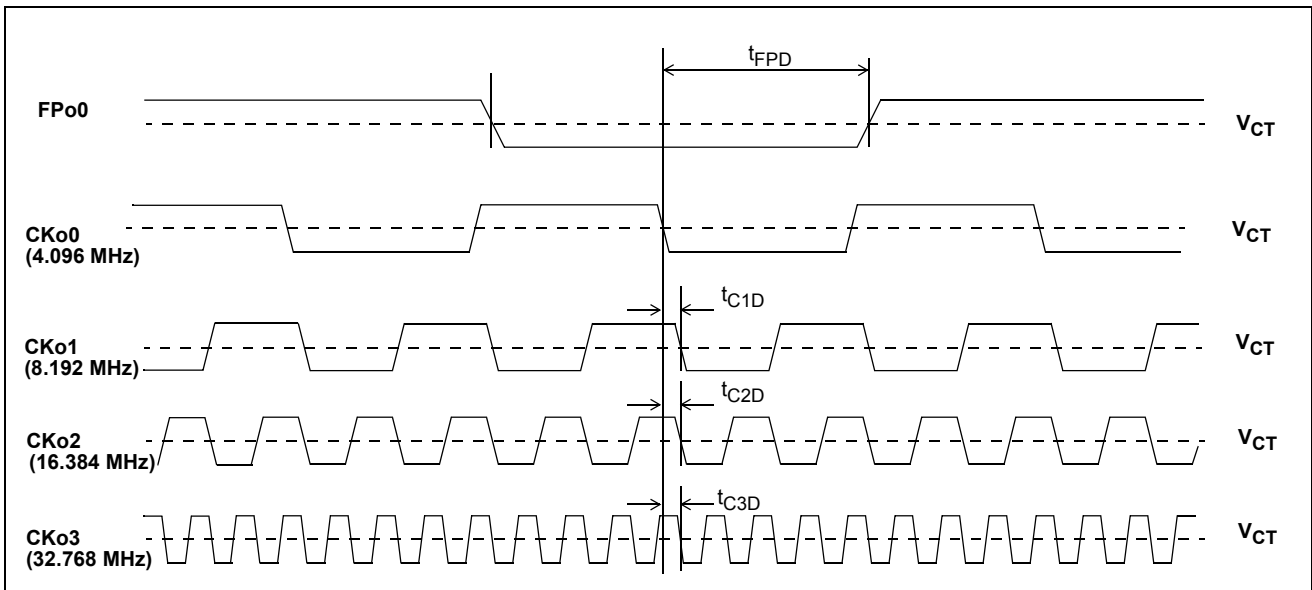 tFPD
FPo0
VCT
CKo0
(4.096 MHz)
VCT
tC1D
CKo1
(8.192 MHz)
VCT
tC2D
CKo2
(16.384 MHz)
VCT
tC3D
CKo3
(32.768 MHz)
VCT